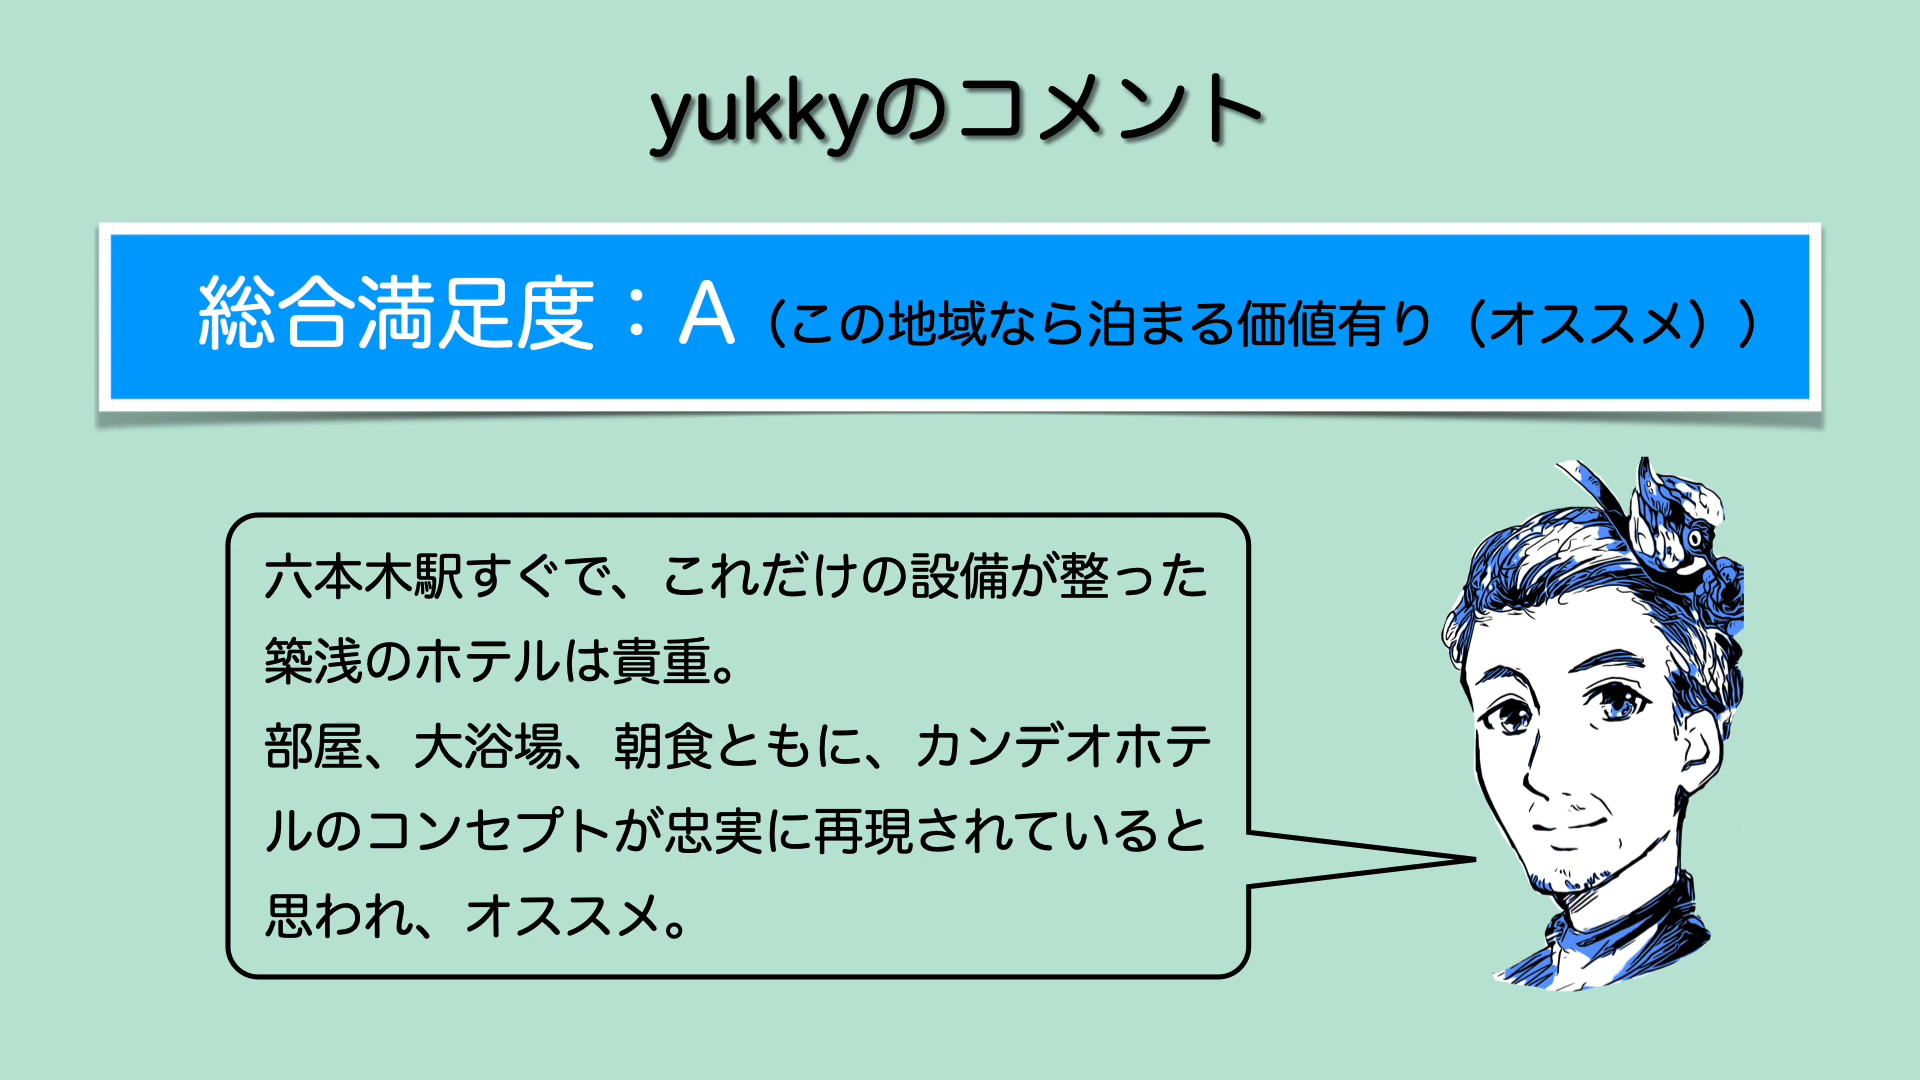 yukkyのコメント
総合満足度：A（この地域なら泊まる価値有り（オススメ））
六本木駅すぐで、これだけの設備が整った
築浅のホテルは貴重。
部屋、大浴場、朝食ともに、カンデオホテ
ルのコンセプトが忠実に再現されていると
思われ、オススメ。